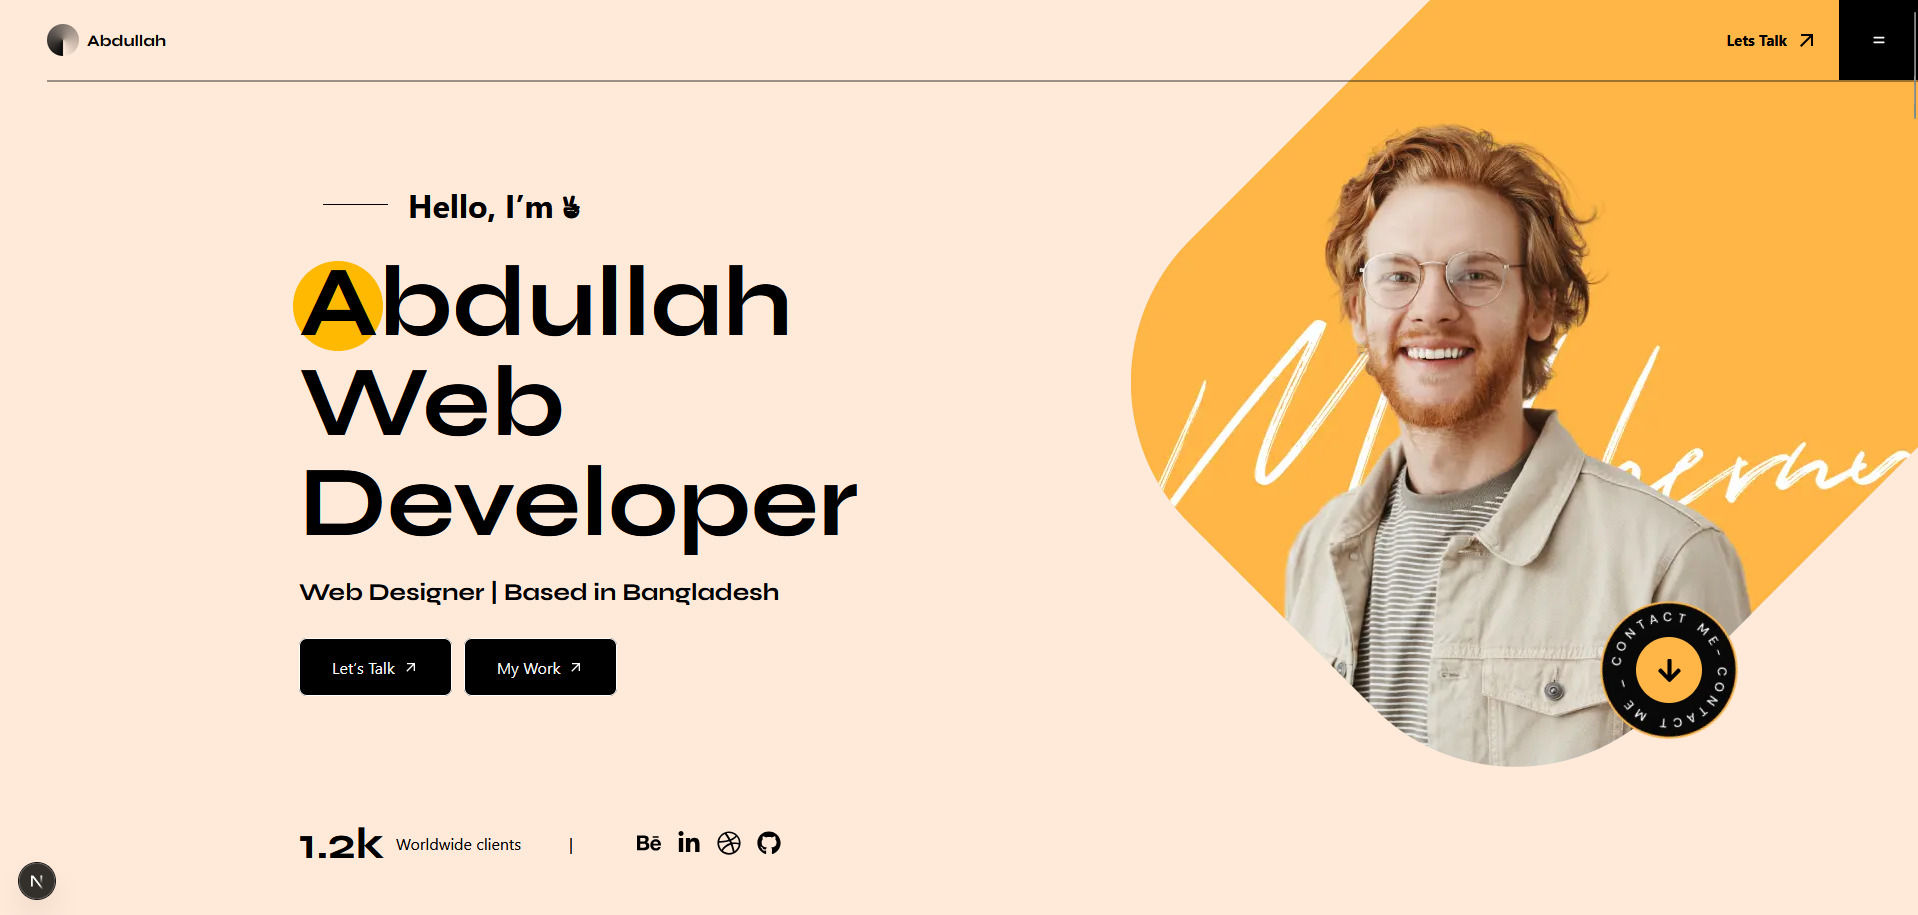 Abdullah
Lets Talk
Hello, I’m ✌
Abdullah
Web
Developer
Web Designer | Based in Bangladesh
Let’s Talk
My Work
CONTACT ME - CONTACT ME -
1.2k Worldwide clients |
Bē in
N